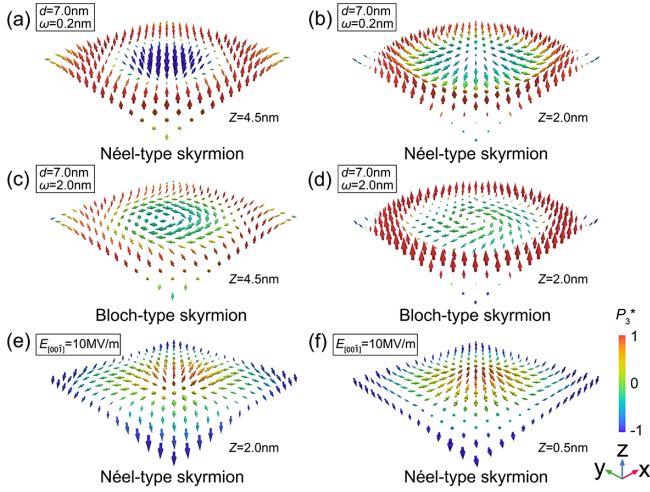 (a) d=7.0nm
ω=0.2nm
Z=4.5nm
Néel-type skyrmion
(b) d=7.0nm
ω=0.2nm
Z=2.0nm
Néel-type skyrmion
(c) d=7.0nm
ω=2.0nm
Z=4.5nm
Bloch-type skyrmion
(d) d=7.0nm
ω=2.0nm
Z=2.0nm
Bloch-type skyrmion
(e) E[001̄]=10MV/m
Z=2.0nm
Néel-type skyrmion
(f) E[001̄]=10MV/m
Z=0.5nm
Néel-type skyrmion
P₃*
1
0
-1
z
y x